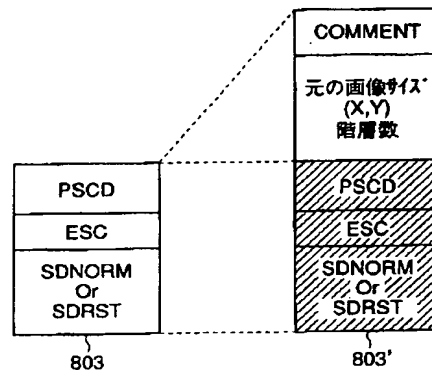 COMMENT
元の画像サイズ
(X,Y)
階層数
PSCD
ESC
SDNORM
Or
SDRST
803
PSCD
ESC
SDNORM
Or
SDRST
803'